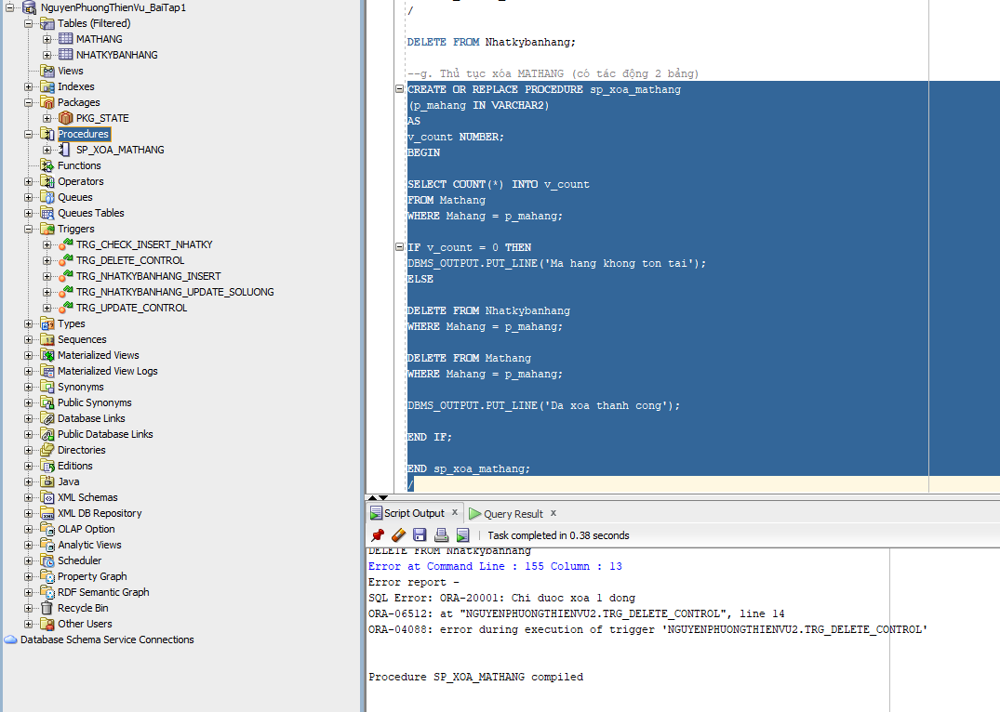 NguyenPhuongThienVu_BaiTap1
Tables (Filtered)
MATHANG
NHATKYBANHANG
Views
Indexes
Packages
PKG_STATE
Procedures
SP_XOA_MATHANG
Functions
Operators
Queues
Queues Tables
Triggers
TRG_CHECK_INSERT_NHATKY
TRG_DELETE_CONTROL
TRG_NHATKYBANHANG_INSERT
TRG_NHATKYBANHANG_UPDATE_SOLUONG
TRG_UPDATE_CONTROL
Types
Sequences
Materialized Views
Materialized View Logs
Synonyms
Public Synonyms
Database Links
Public Database Links
Directories
Editions
Java
XML Schemas
XML DB Repository
OLAP Option
Analytic Views
Scheduler
Property Graph
RDF Semantic Graph
Recycle Bin
Other Users
Database Schema Service Connections
/
DELETE FROM Nhatkybanhang;
--g. Thủ tục xóa MATHANG (có tác động 2 bảng)
CREATE OR REPLACE PROCEDURE sp_xoa_mathang
(p_mahang IN VARCHAR2)
AS
v_count NUMBER;
BEGIN
SELECT COUNT(*) INTO v_count
FROM Mathang
WHERE Mahang = p_mahang;
IF v_count = 0 THEN
DBMS_OUTPUT.PUT_LINE('Ma hang khong ton tai');
ELSE
DELETE FROM Nhatkybanhang
WHERE Mahang = p_mahang;
DELETE FROM Mathang
WHERE Mahang = p_mahang;
DBMS_OUTPUT.PUT_LINE('Da xoa thanh cong');
END IF;
END sp_xoa_mathang;
/
Script Output x Query Result x
Task completed in 0.38 seconds
DELETE FROM Nhatkybanhang
Error at Command Line : 155 Column : 13
Error report -
SQL Error: ORA-20001: Chi duoc xoa 1 dong
ORA-06512: at "NGUYENPHUONGTHIENVU2.TRG_DELETE_CONTROL", line 14
ORA-04088: error during execution of trigger 'NGUYENPHUONGTHIENVU2.TRG_DELETE_CONTROL'
Procedure SP_XOA_MATHANG compiled